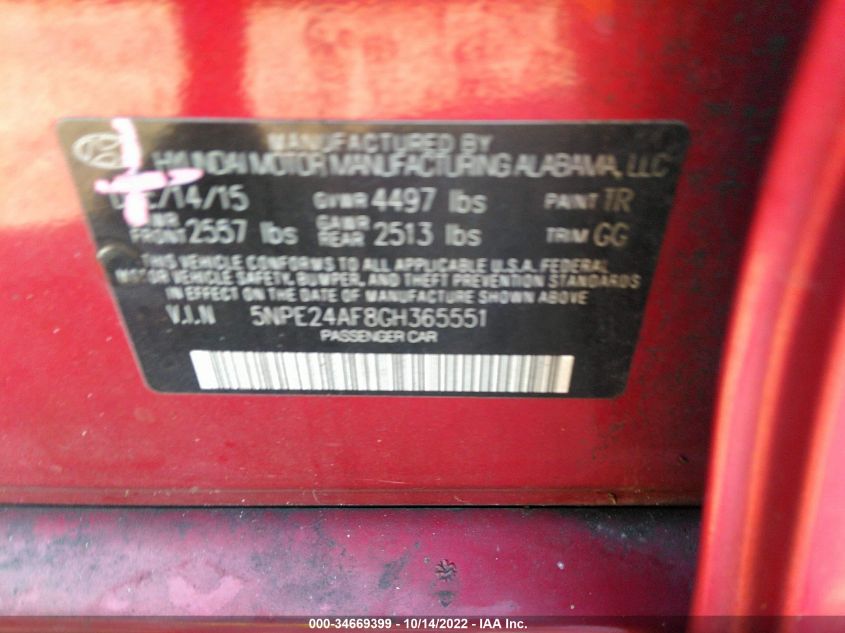 MANUFACTURED BY
HYUNDAI MOTOR MANUFACTURING ALABAMA, LLC
/14/15 GVWR 4497 lbs PAINT TR
FRONT 2557 lbs GAWR REAR 2513 lbs TRIM GG
THIS VEHICLE CONFORMS TO ALL APPLICABLE U.S.A. FEDERAL
MOTOR VEHICLE SAFETY, BUMPER, AND THEFT PREVENTION STANDARDS
IN EFFECT ON THE DATE OF MANUFACTURE SHOWN ABOVE
V.I.N 5NPE24AF8GH365551
PASSENGER CAR
000-34669399 - 10/14/2022 - IAA Inc.